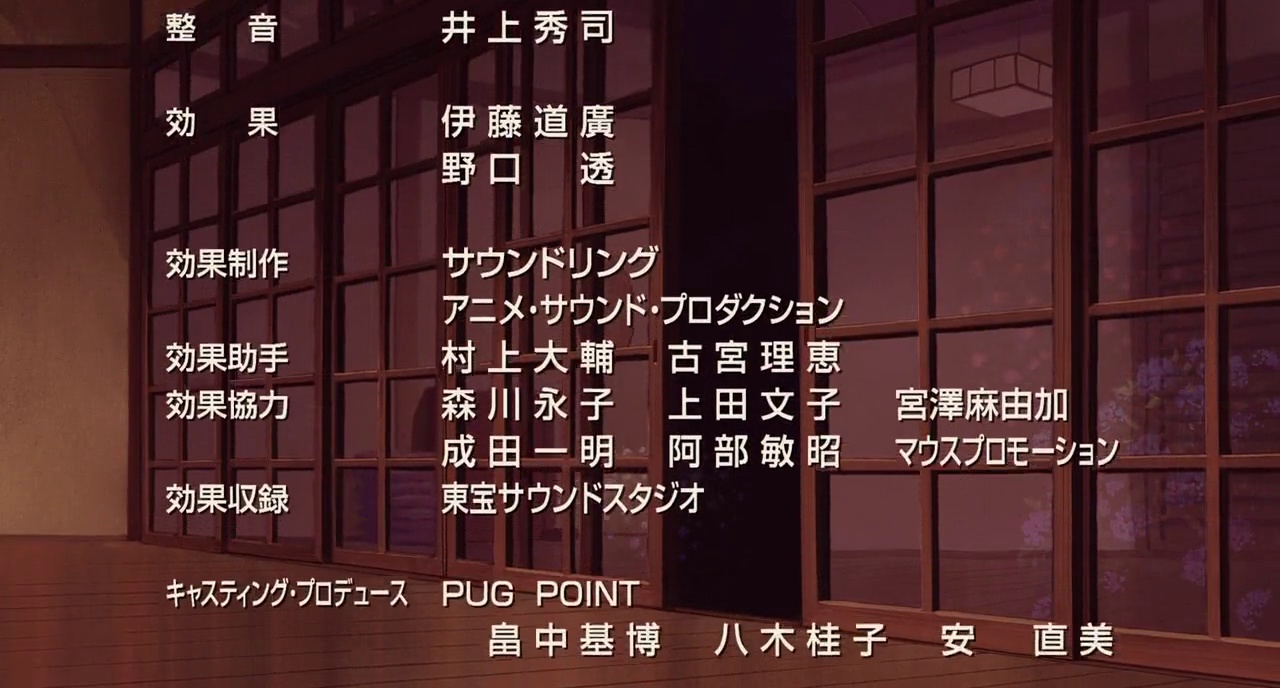 整音 井上秀司
効果 伊藤道廣
野口透
効果制作 サウンドリング
アニメ・サウンド・プロダクション
効果助手 村上大輔 古宮理恵
効果協力 森川永子 上田文子 宮澤麻由加
成田一明 阿部敏昭 マウスプロモーション
効果収録 東宝サウンドスタジオ
キャスティング・プロデュース PUG POINT
畠中基博 八木桂子 安直美